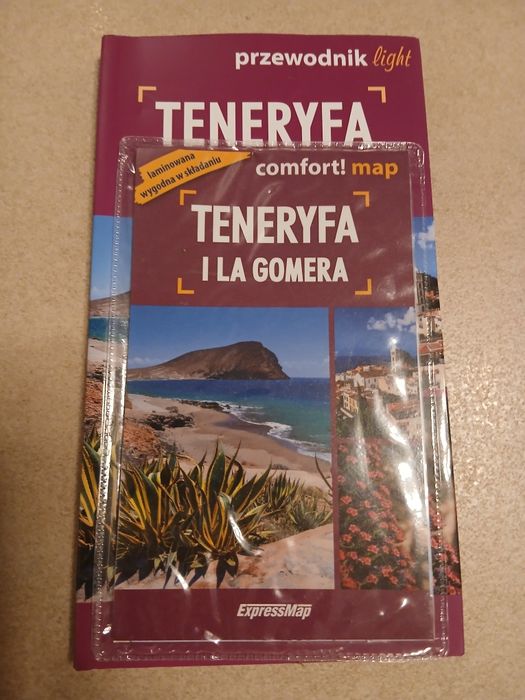 przewodnik light
TENERYFA
laminowana
wygodna w składaniu
comfort! map
TENERYFA
I LA GOMERA
ExpressMap